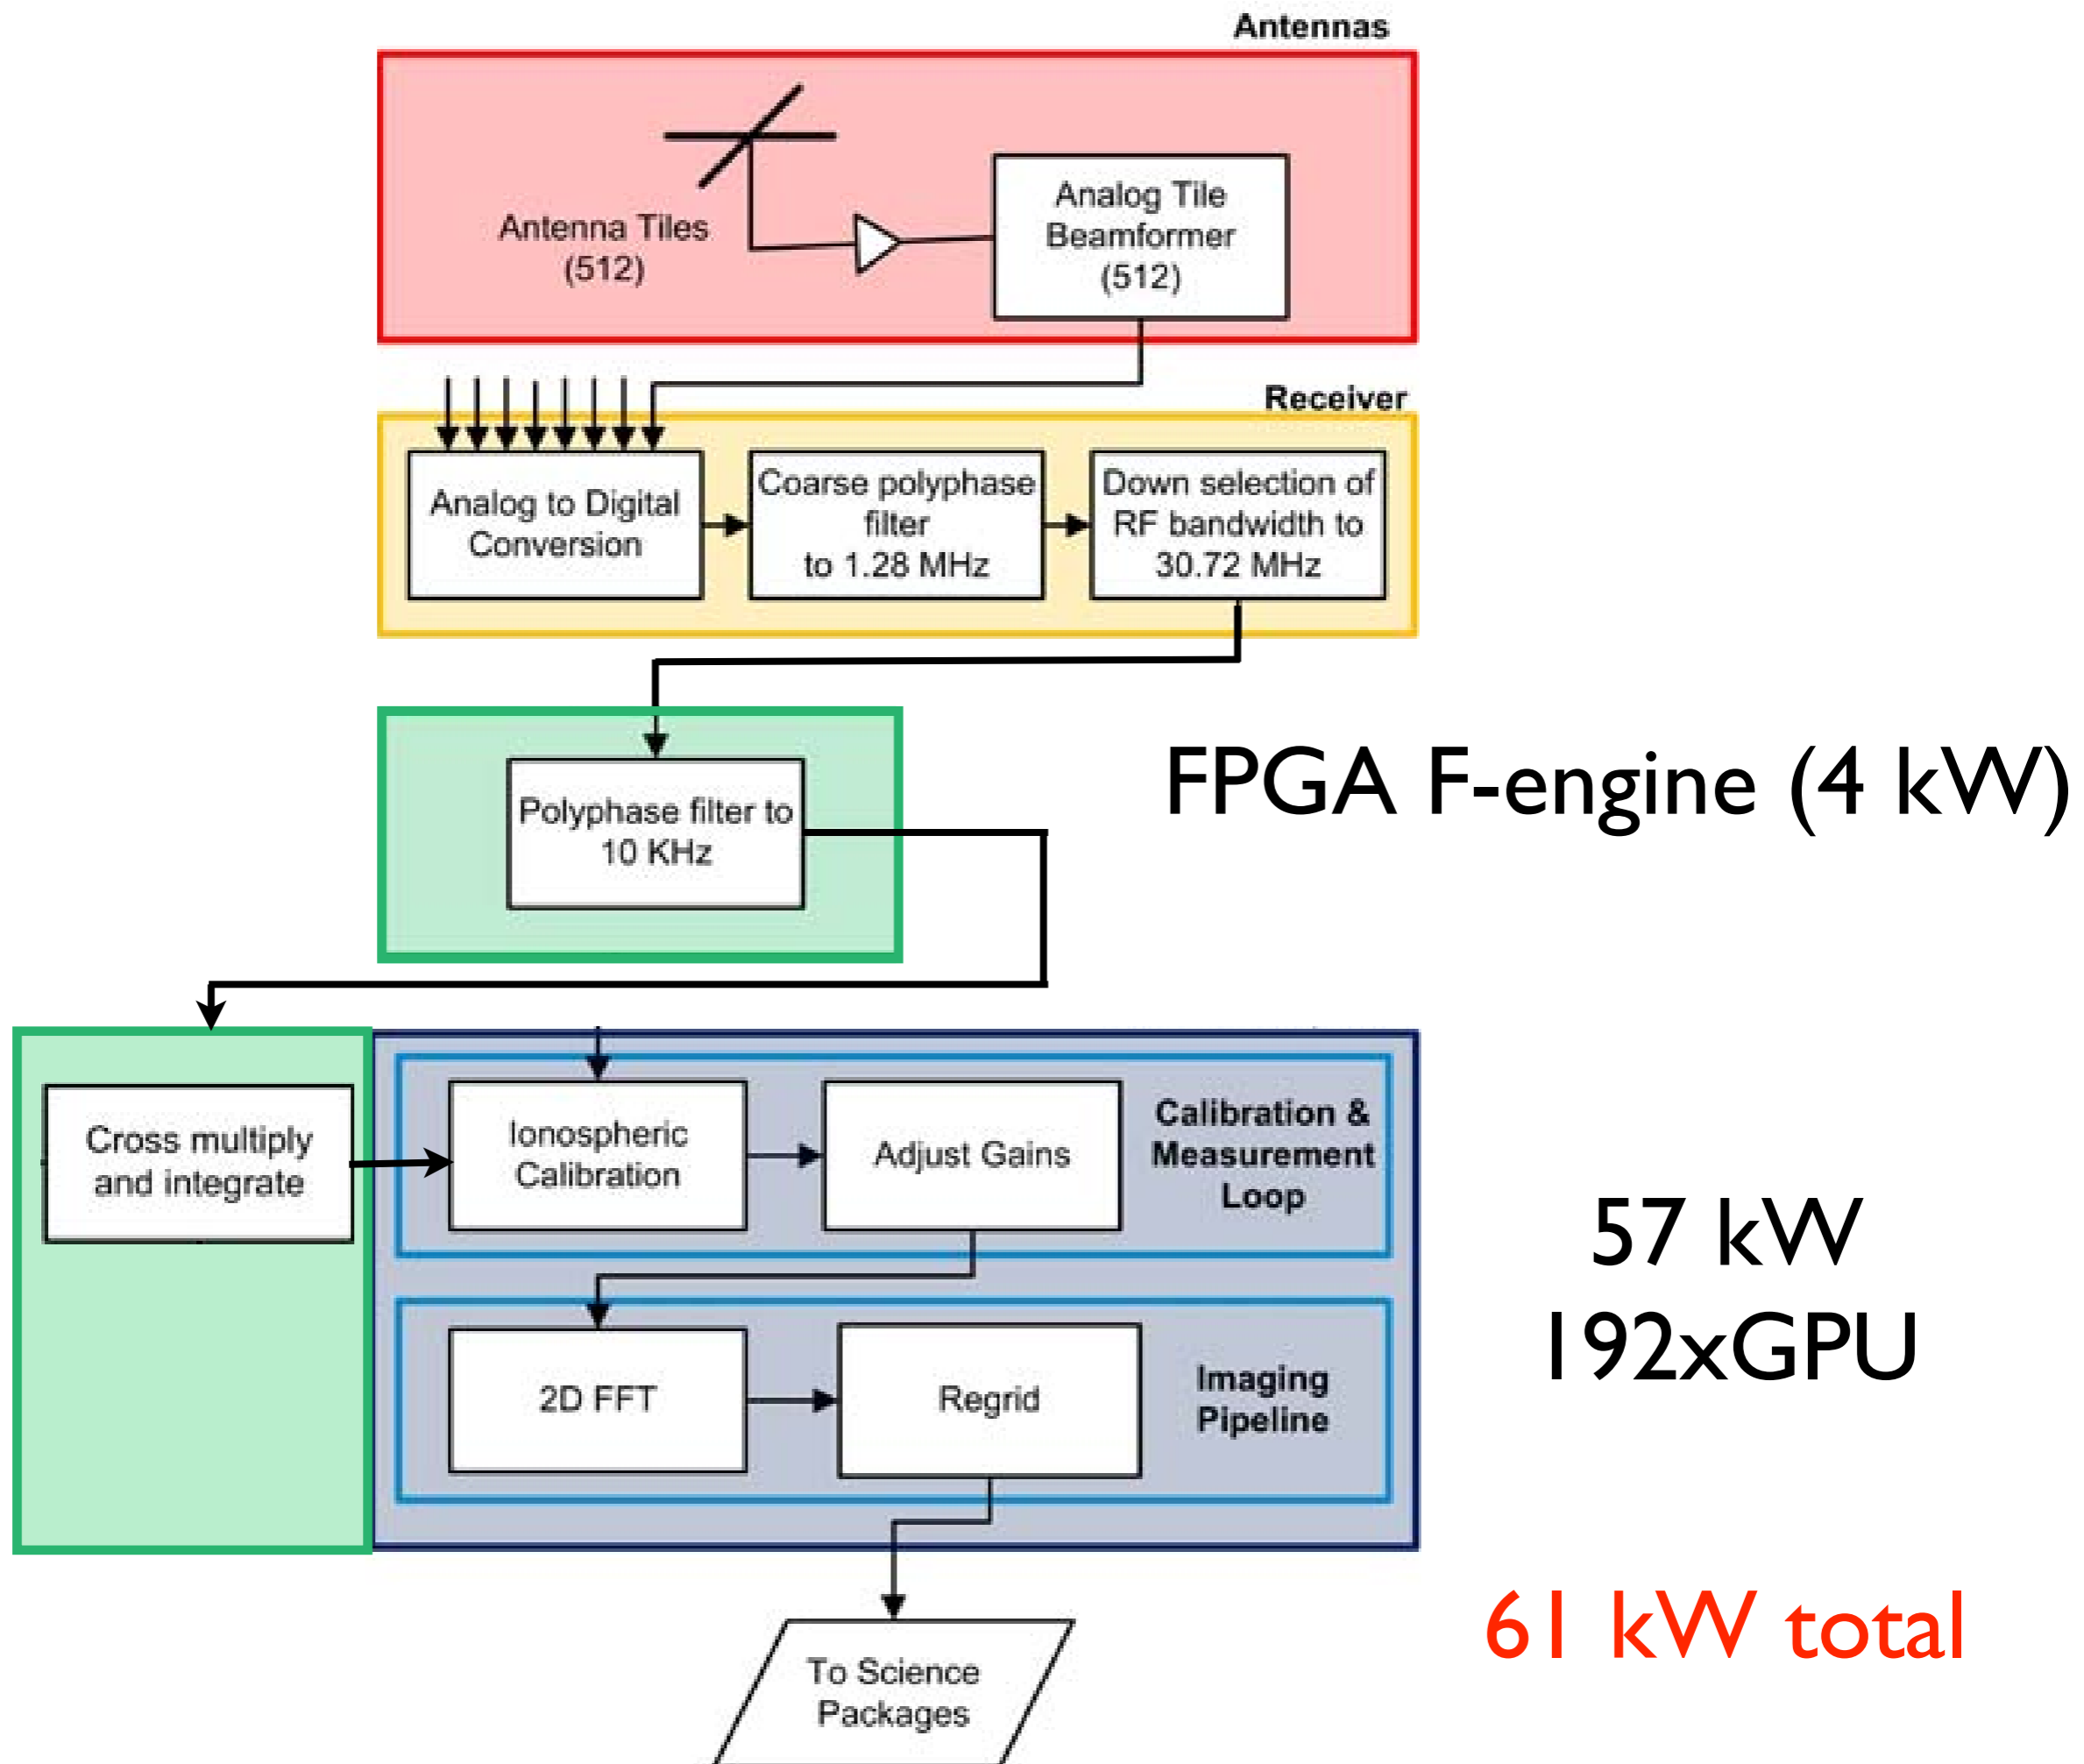 Antennas
Antenna Tiles
(512)
Analog Tile
Beamformer
(512)
Receiver
Analog to Digital
Conversion
Coarse polyphase
filter
to 1.28 MHz
Down selection of
RF bandwidth to
30.72 MHz
Polyphase filter to
10 KHz
FPGA F-engine (4 kW)
Cross multiply
and integrate
Ionospheric
Calibration
Adjust Gains
Calibration &
Measurement
Loop
2D FFT
Regrid
Imaging
Pipeline
57 kW
192xGPU
61 kW total
To Science
Packages